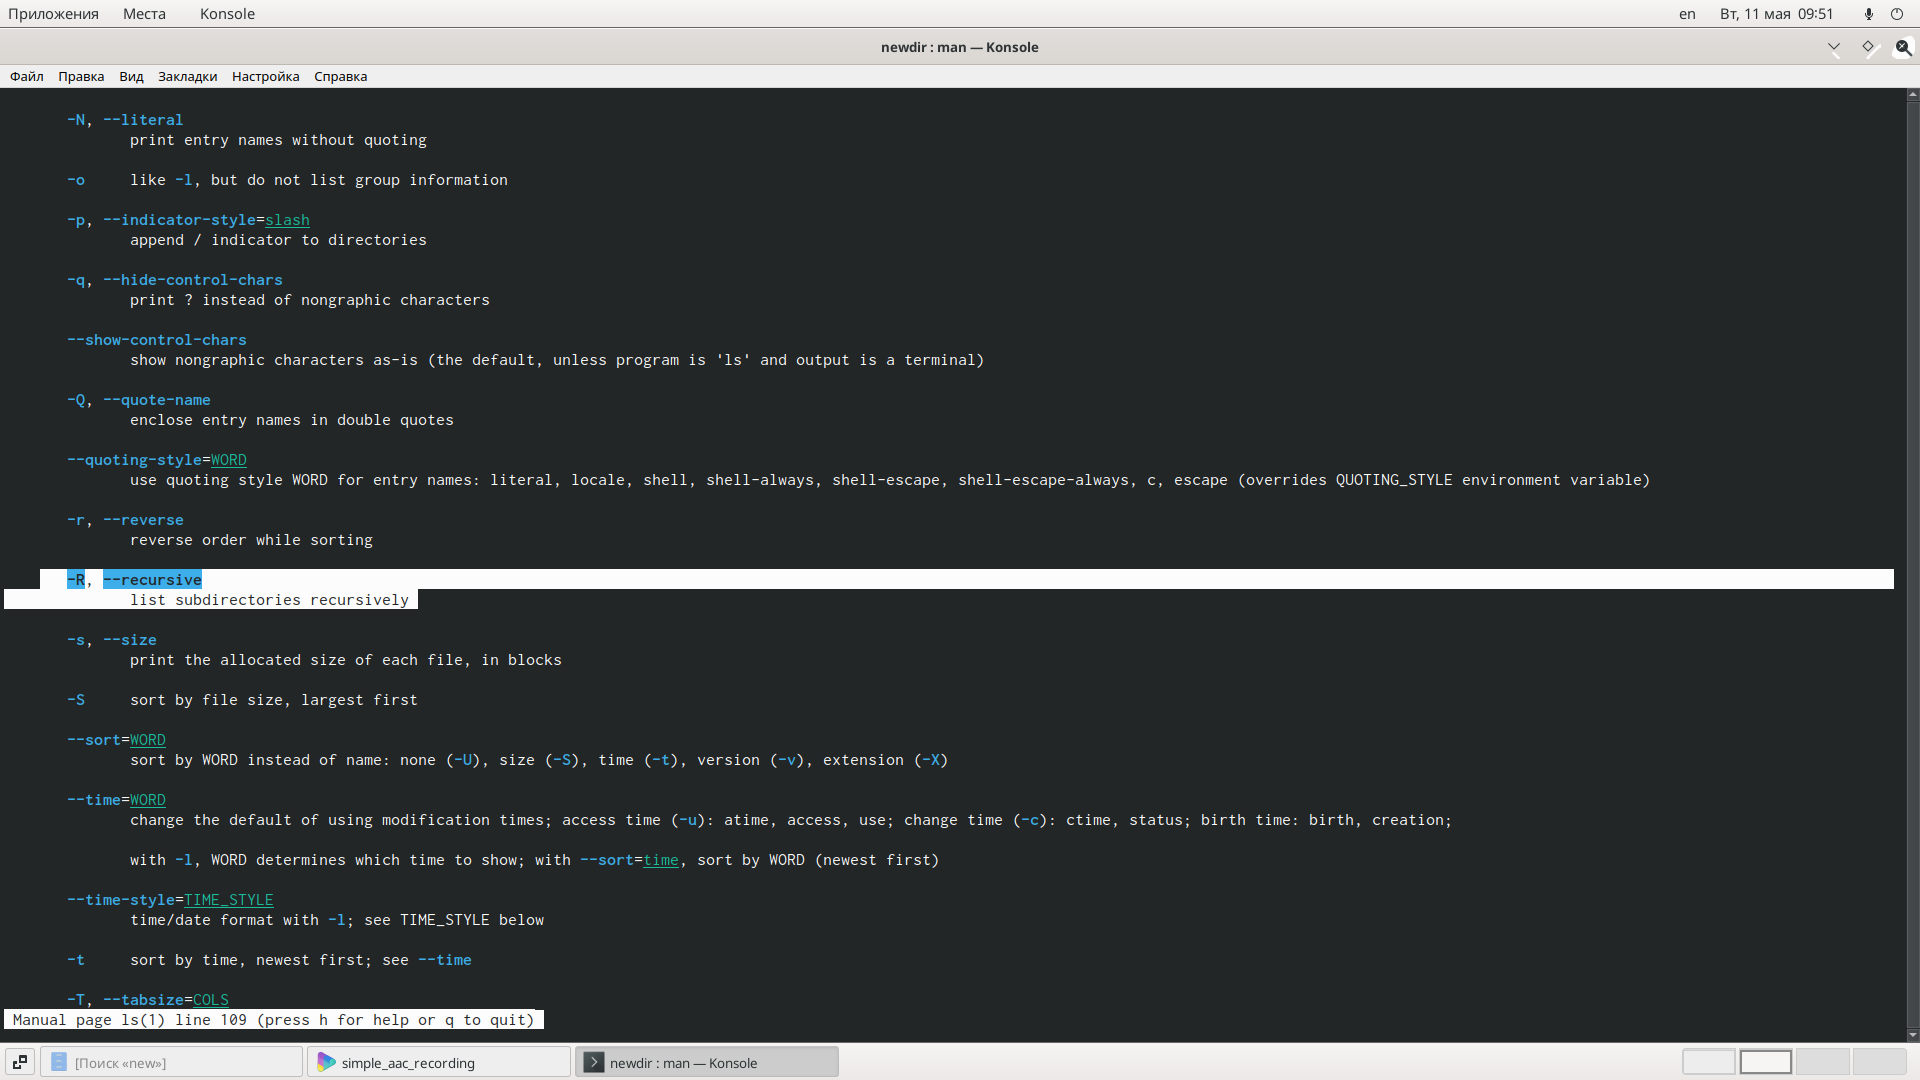 Приложения Места Konsole en Вт, 11 мая 09:51
newdir : man — Konsole
Файл Правка Вид Закладки Настройка Справка
-N, --literal
print entry names without quoting
-o like -l, but do not list group information
-p, --indicator-style=slash
append / indicator to directories
-q, --hide-control-chars
print ? instead of nongraphic characters
--show-control-chars
show nongraphic characters as-is (the default, unless program is 'ls' and output is a terminal)
-Q, --quote-name
enclose entry names in double quotes
--quoting-style=WORD
use quoting style WORD for entry names: literal, locale, shell, shell-always, shell-escape, shell-escape-always, c, escape (overrides QUOTING_STYLE environment variable)
-r, --reverse
reverse order while sorting
-R, --recursive
list subdirectories recursively
-s, --size
print the allocated size of each file, in blocks
-S sort by file size, largest first
--sort=WORD
sort by WORD instead of name: none (-U), size (-S), time (-t), version (-v), extension (-X)
--time=WORD
change the default of using modification times; access time (-u): atime, access, use; change time (-c): ctime, status; birth time: birth, creation;
with -l, WORD determines which time to show; with --sort=time, sort by WORD (newest first)
--time-style=TIME_STYLE
time/date format with -l; see TIME_STYLE below
-t sort by time, newest first; see --time
-T, --tabsize=COLS
Manual page ls(1) line 109 (press h for help or q to quit)
[Поиск «new»] simple_aac_recording newdir : man — Konsole